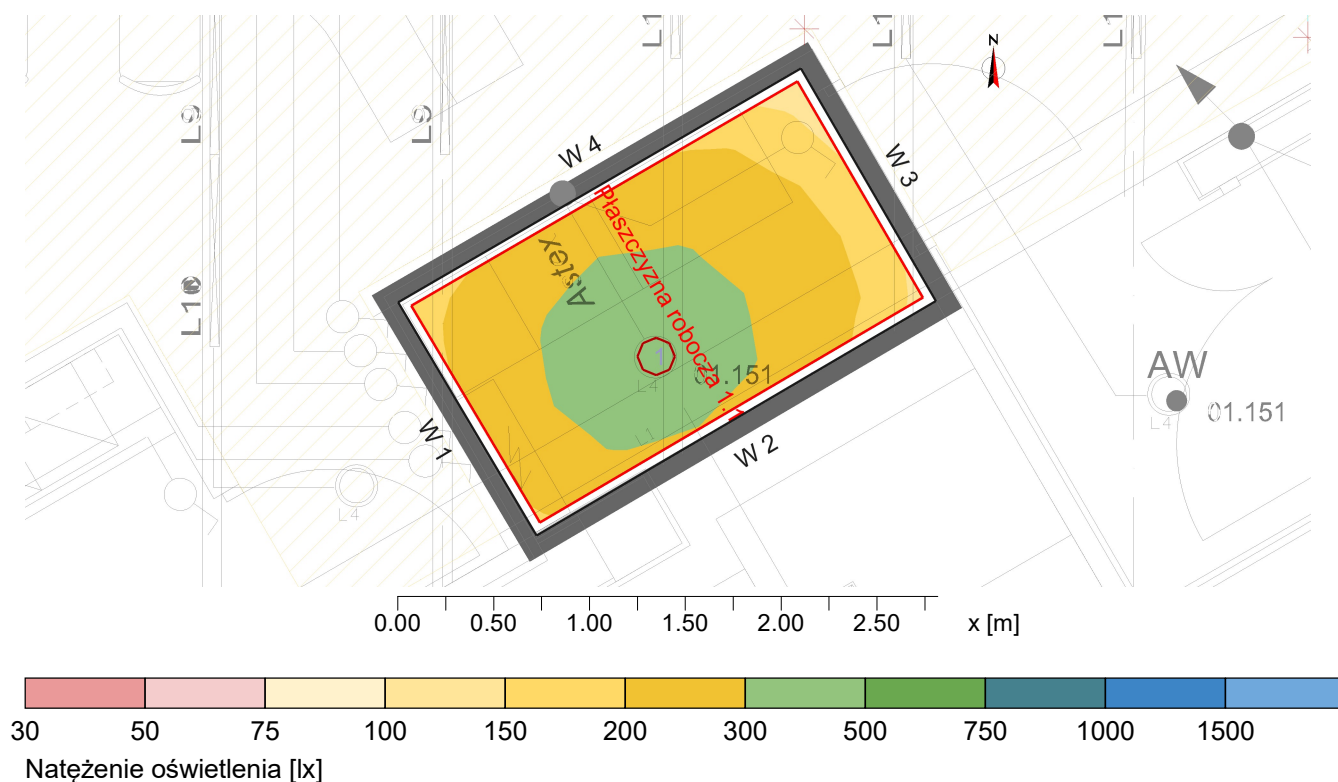 L1
L1
L1
N
L9
L9
W 4
W 3
Płaszczyzna robocza 1.1
Astex
L10
1
01.151
L4
AW
01.151
L4
W 1
W 2
L1
L4
0.00 0.50 1.00 1.50 2.00 2.50 x [m]
30 50 75 100 150 200 300 500 750 1000 1500
Natężenie oświetlenia [lx]